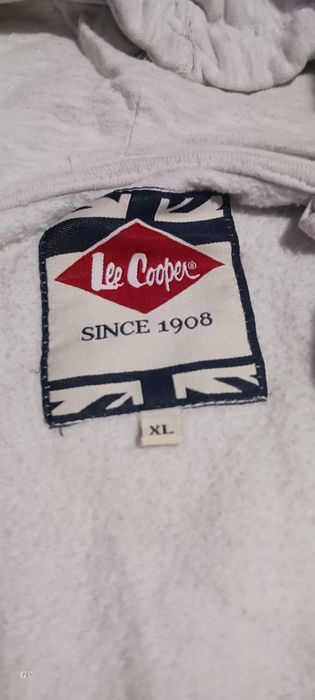 Lee Cooper®
SINCE 1908
XL
G♡